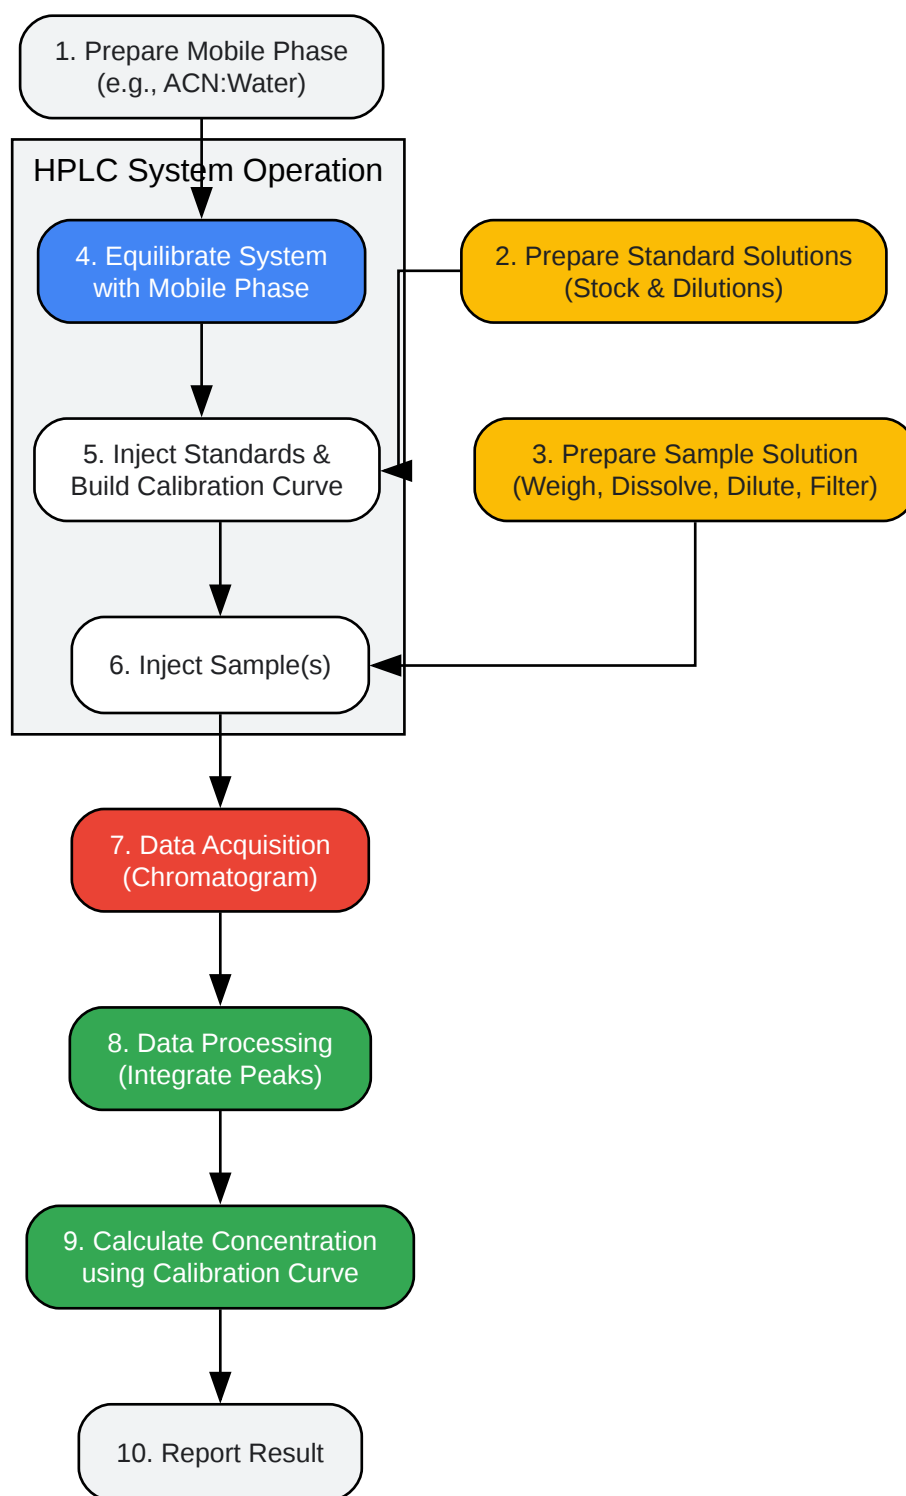 1. Prepare Mobile Phase
(e.g., ACN:Water)
HPLC System Operation
4. Equilibrate System
with Mobile Phase
2. Prepare Standard Solutions
(Stock & Dilutions)
5. Inject Standards &
Build Calibration Curve
3. Prepare Sample Solution
(Weigh, Dissolve, Dilute, Filter)
6. Inject Sample(s)
7. Data Acquisition
(Chromatogram)
8. Data Processing
(Integrate Peaks)
9. Calculate Concentration
using Calibration Curve
10. Report Result